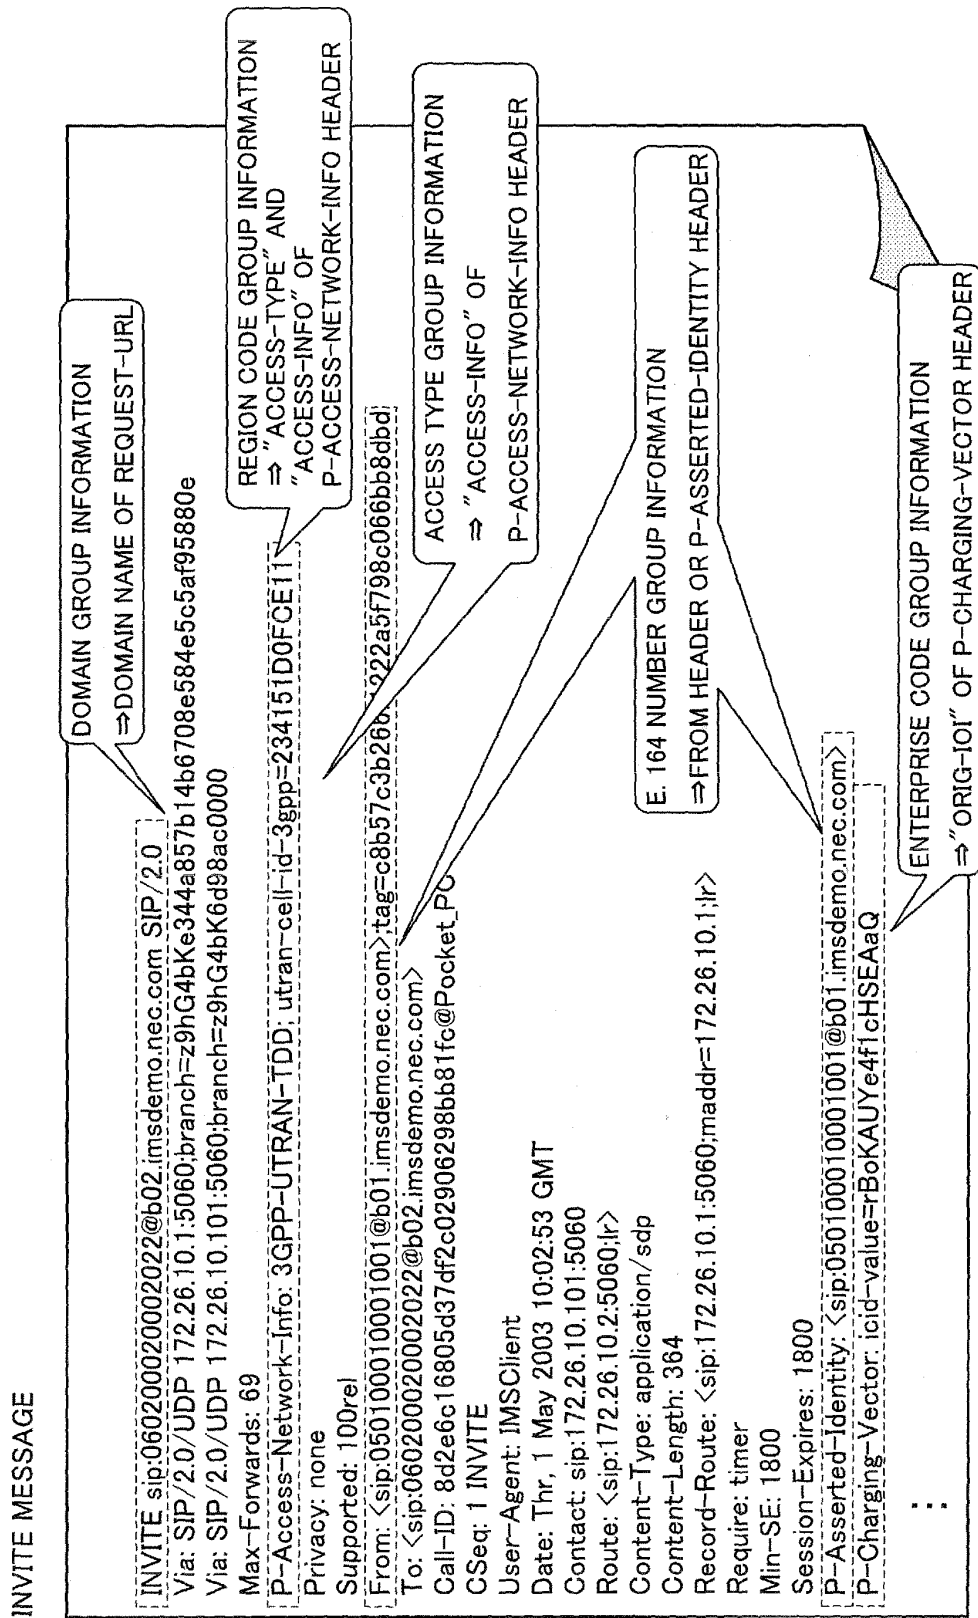 INVITE MESSAGE
INVITE sip:060200020002022@b02.imsdemo.nec.com SIP/2.0
Via: SIP/2.0/UDP 172.26.10.1:5060;branch=z9hG4bKe344a857b14b6708e584e5c5af95880e
Via: SIP/2.0/UDP 172.26.10.101:5060;branch=z9hG4bK6d98ac0000
Max-Forwards: 69
P-Access-Network-Info: 3GPP-UTRAN-TDD; utran-cell-id-3gpp=234151D0FCE11
Privacy: none
Supported: 100rel
From: <sip:050100010001001@b01.imsdemo.nec.com>;tag=c8b57c3b26 222a5f798c066bb8dbd
To: <sip:060200020002022@b02.imsdemo.nec.com>
Call-ID: 8d2e6c16805d37df2c02906298bb81fc@Pocket_PC
CSeq: 1 INVITE
User-Agent: IMSClient
Date: Thr, 1 May 2003 10:02:53 GMT
Contact: sip:172.26.10.101:5060
Route: <sip:172.26.10.2:5060;lr>
Content-Type: application/sdp
Content-Length: 364
Record-Route: <sip:172.26.10.1:5060;maddr=172.26.10.1;lr>
Require: timer
Min-SE: 1800
Session-Expires: 1800
P-Asserted-Identity: <sip:050100010001001@b01.imsdemo.nec.com>
P-Charging-Vector: icid-value=rBoKAUYe4f1cHSEAaQ
⋮
DOMAIN GROUP INFORMATION
⇒DOMAIN NAME OF REQUEST-URL
REGION CODE GROUP INFORMATION
⇒ "ACCESS-TYPE" AND
"ACCESS-INFO" OF
P-ACCESS-NETWORK-INFO HEADER
ACCESS TYPE GROUP INFORMATION
⇒ "ACCESS-INFO" OF
P-ACCESS-NETWORK-INFO HEADER
E. 164 NUMBER GROUP INFORMATION
⇒FROM HEADER OR P-ASSERTED-IDENTITY HEADER
ENTERPRISE CODE GROUP INFORMATION
⇒"ORIG-IOI" OF P-CHARGING-VECTOR HEADER